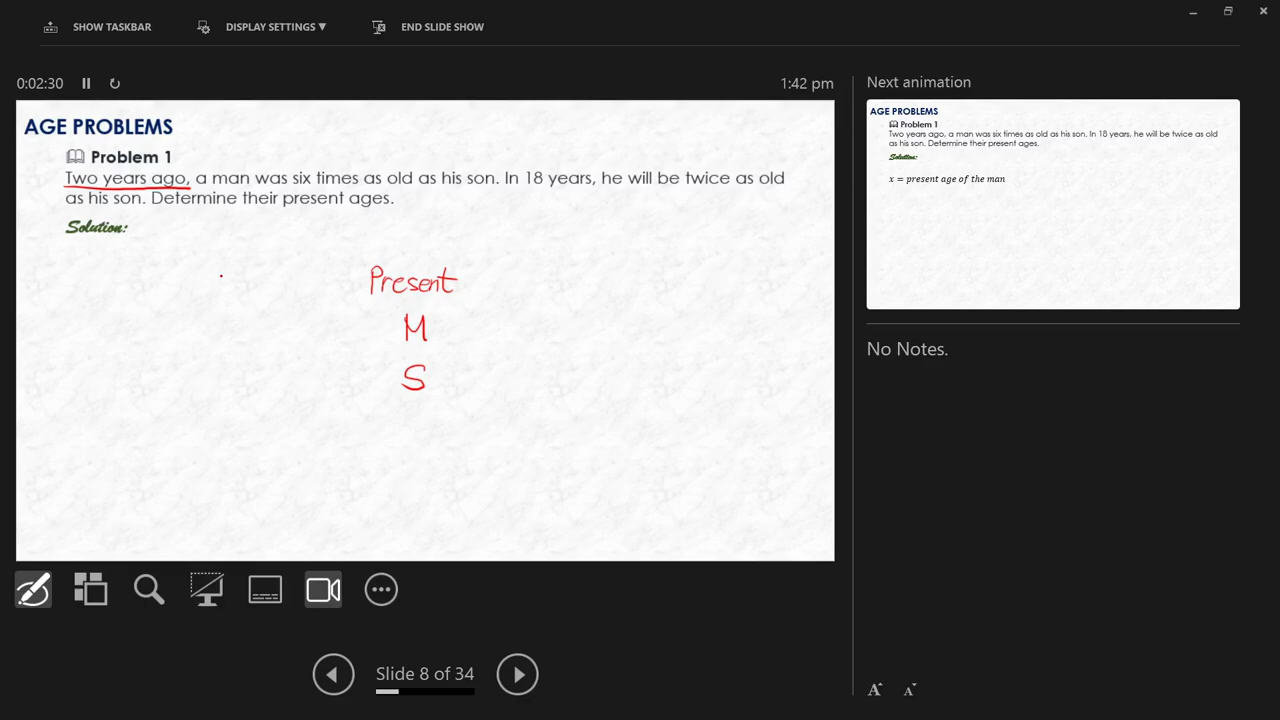 SHOW TASKBAR
DISPLAY SETTINGS ▼
END SLIDE SHOW
0:02:30
1:42 pm
AGE PROBLEMS
Problem 1
Two years ago, a man was six times as old as his son. In 18 years, he will be twice as old
as his son. Determine their present ages.
Solution:
Present
M
S
Slide 8 of 34
Next animation
AGE PROBLEMS
Problem 1
Two years ago, a man was six times as old as his son. In 18 years, he will be twice as old
as his son. Determine their present ages.
Solution:
x = present age of the man
No Notes.
A A